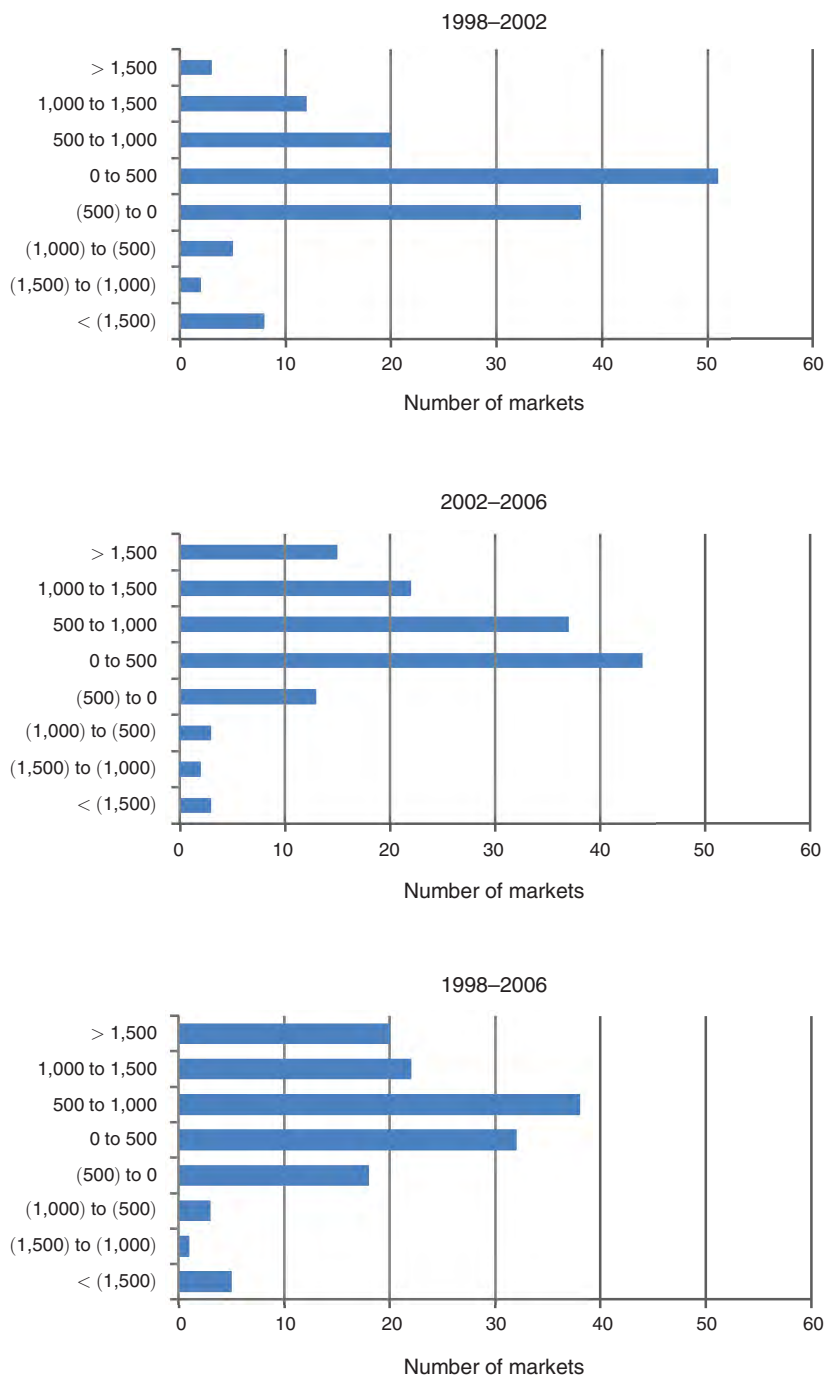 1998–2002
> 1,500
1,000 to 1,500
500 to 1,000
0 to 500
(500) to 0
(1,000) to (500)
(1,500) to (1,000)
< (1,500)
0 10 20 30 40 50 60
Number of markets
2002–2006
> 1,500
1,000 to 1,500
500 to 1,000
0 to 500
(500) to 0
(1,000) to (500)
(1,500) to (1,000)
< (1,500)
0 10 20 30 40 50 60
Number of markets
1998–2006
> 1,500
1,000 to 1,500
500 to 1,000
0 to 500
(500) to 0
(1,000) to (500)
(1,500) to (1,000)
< (1,500)
0 10 20 30 40 50 60
Number of markets